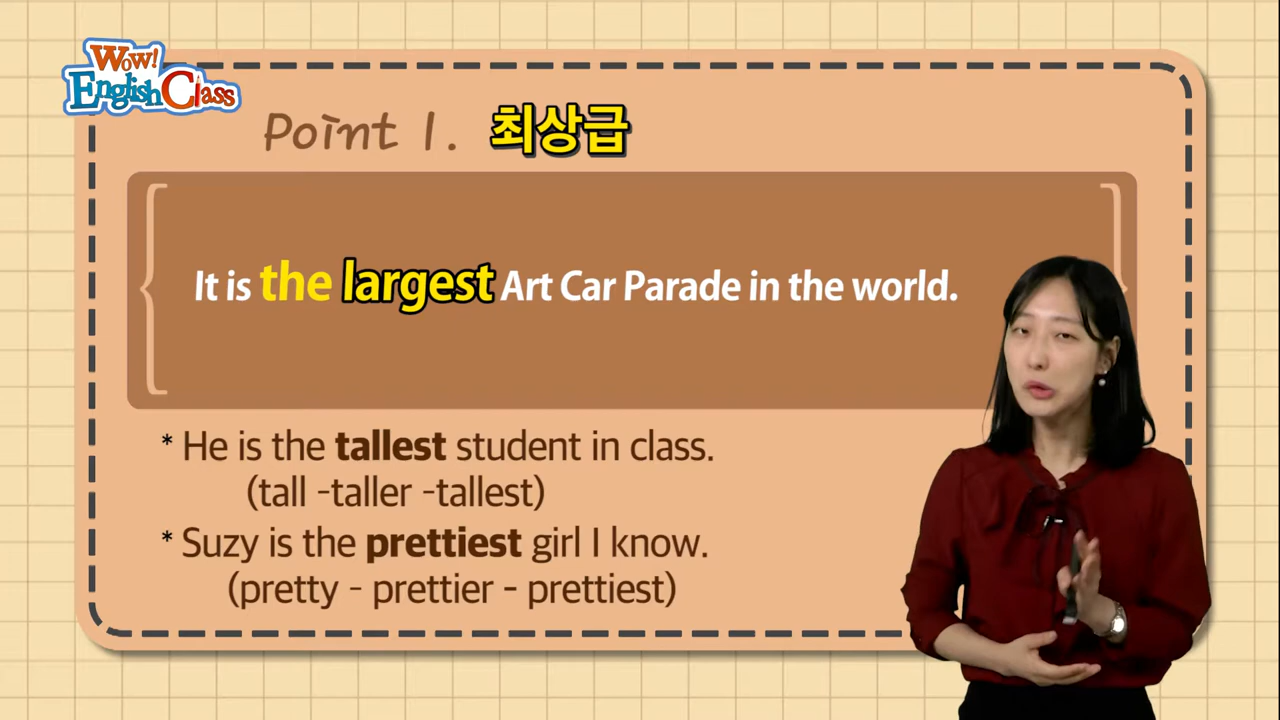 Wow!
English Class
Point 1. 최상급
It is the largest Art Car Parade in the world.
* He is the tallest student in class.
(tall -taller -tallest)
* Suzy is the prettiest girl I know.
(pretty - prettier - prettiest)